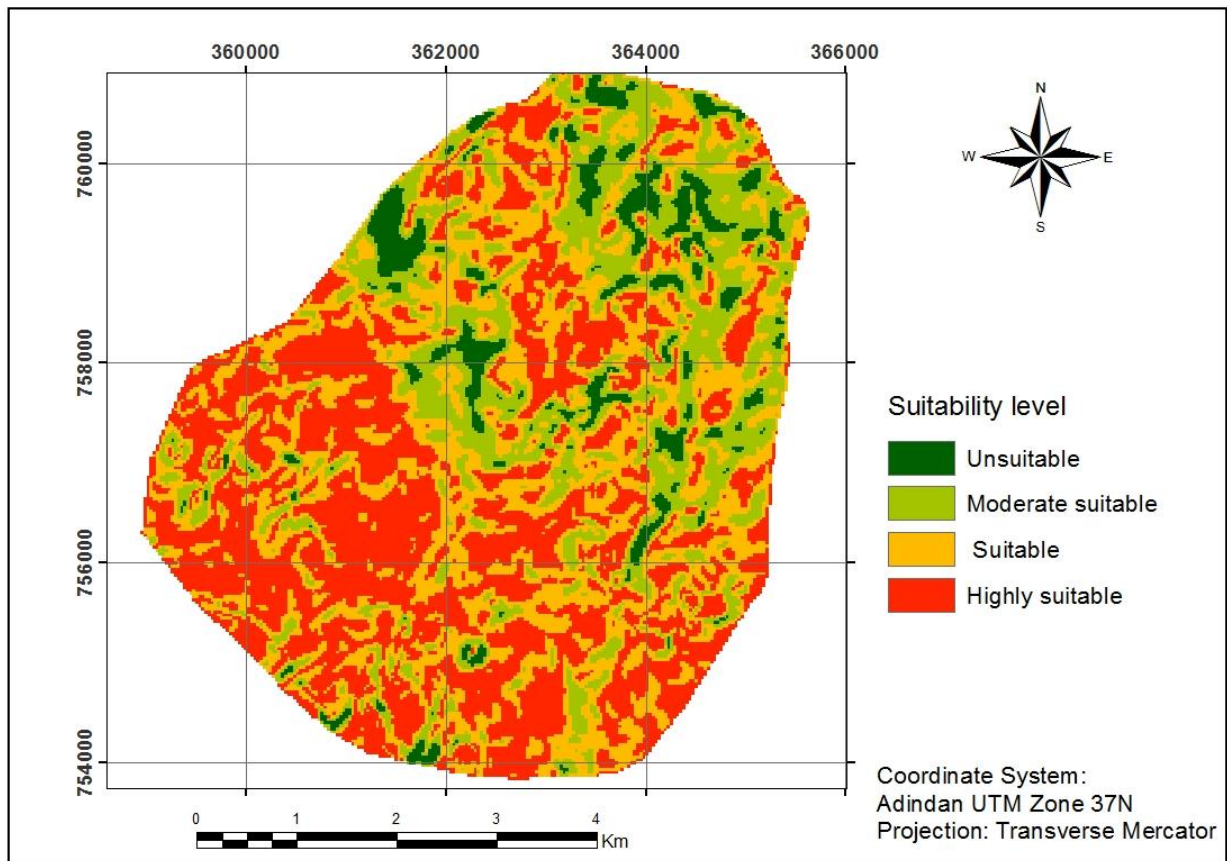 360000 362000 364000 366000
760000
758000
756000
754000
N
W E
S
Suitability level
Unsuitable
Moderate suitable
Suitable
Highly suitable
0 1 2 3 4
Km
Coordinate System:
Adindan UTM Zone 37N
Projection: Transverse Mercator